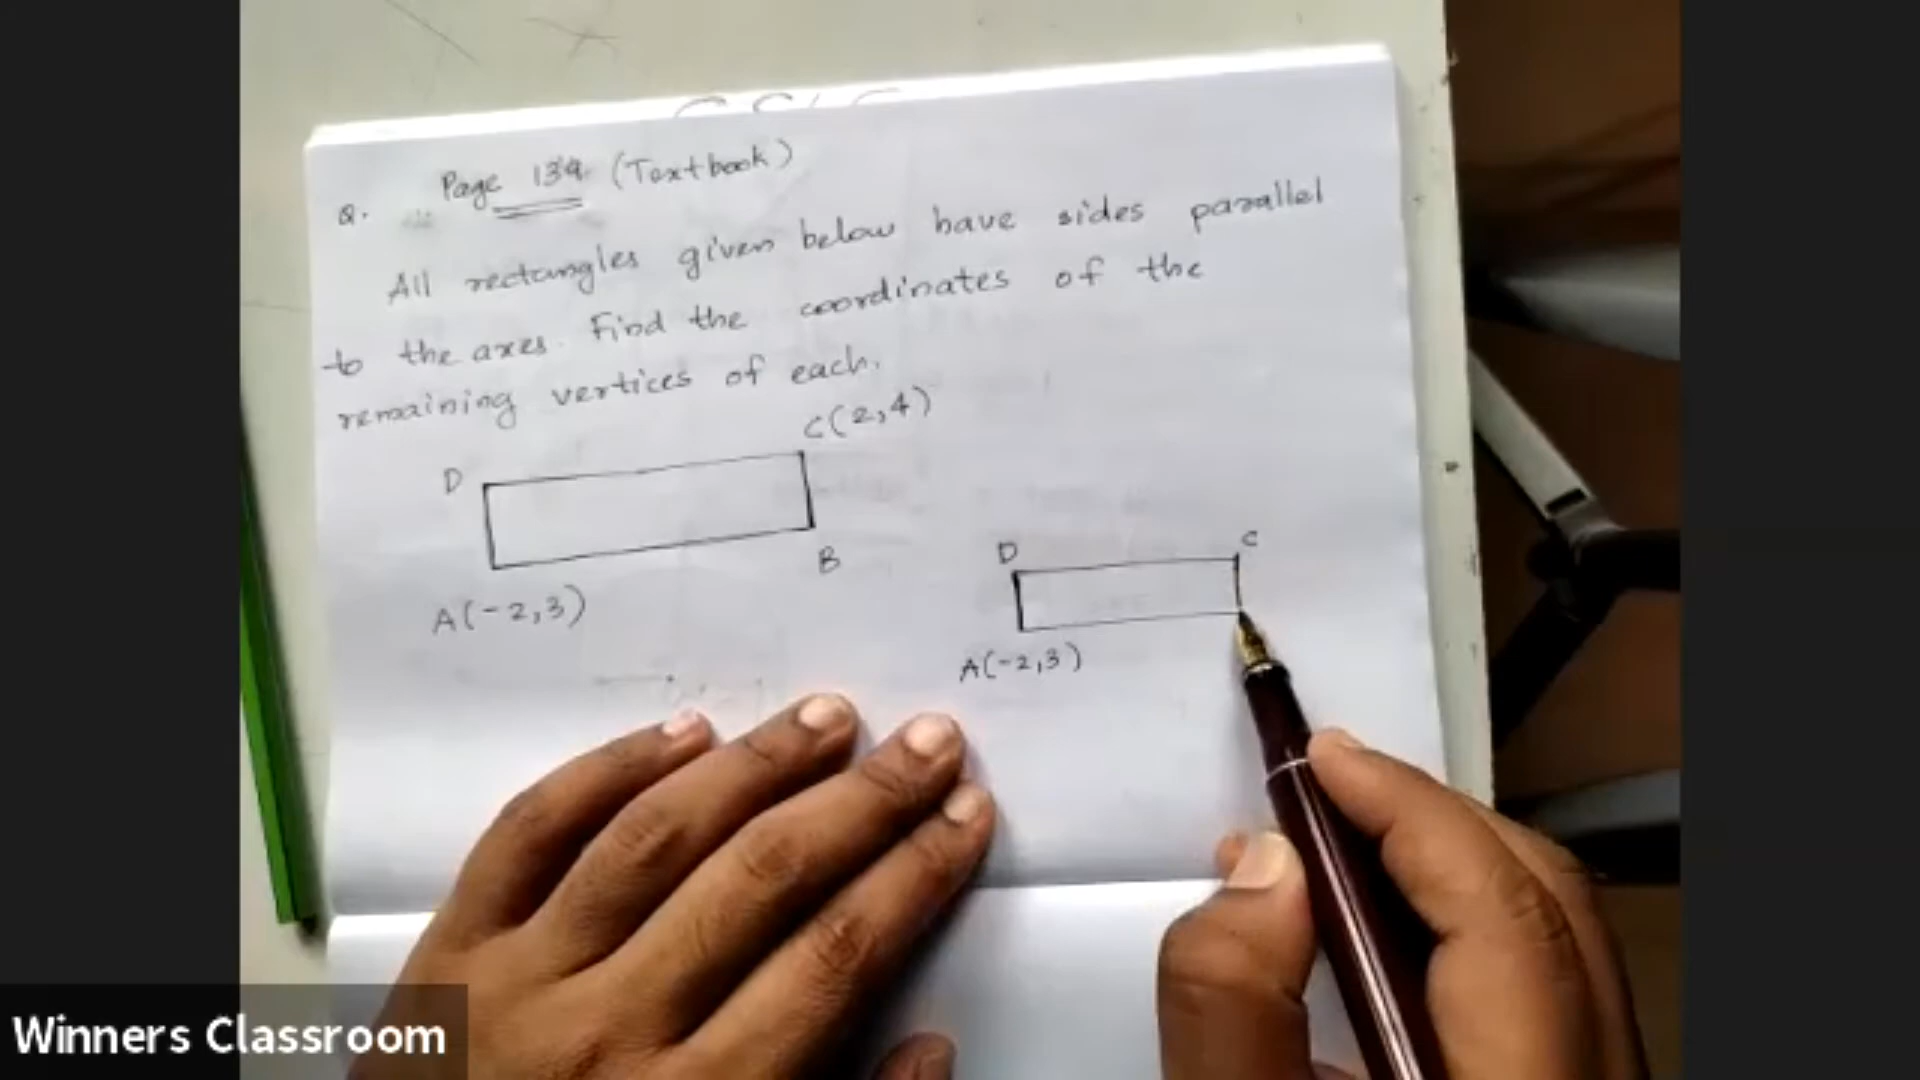 Page 134 (Textbook)
Q.
All rectangles given below have sides parallel
to the axes. Find the coordinates of the
remaining vertices of each.
C(2,4)
D
B
A(-2,3)
D
C
A(-2,3)
Winners Classroom